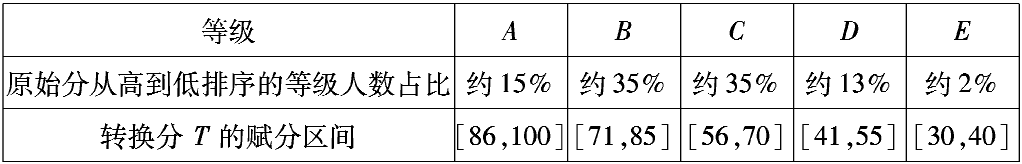 等级 A B C D E
原始分从高到低排序的等级人数占比 约15% 约35% 约35% 约13% 约2%
转换分 T 的赋分区间 [86,100] [71,85] [56,70] [41,55] [30,40]